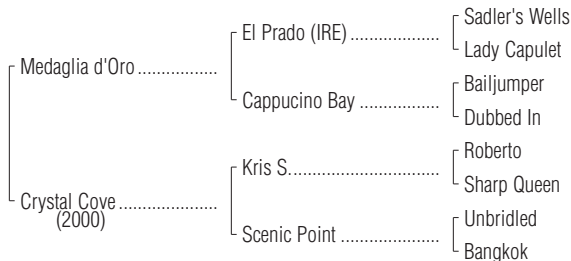 Sadler's Wells
El Prado (IRE) ....................
Lady Capulet
Medaglia d'Oro .................
Bailjumper
Cappucino Bay ..................
Dubbed In
Roberto
Kris S. .................................
Sharp Queen
Crystal Cove .....................
(2000)
Unbridled
Scenic Point ......................
Bangkok